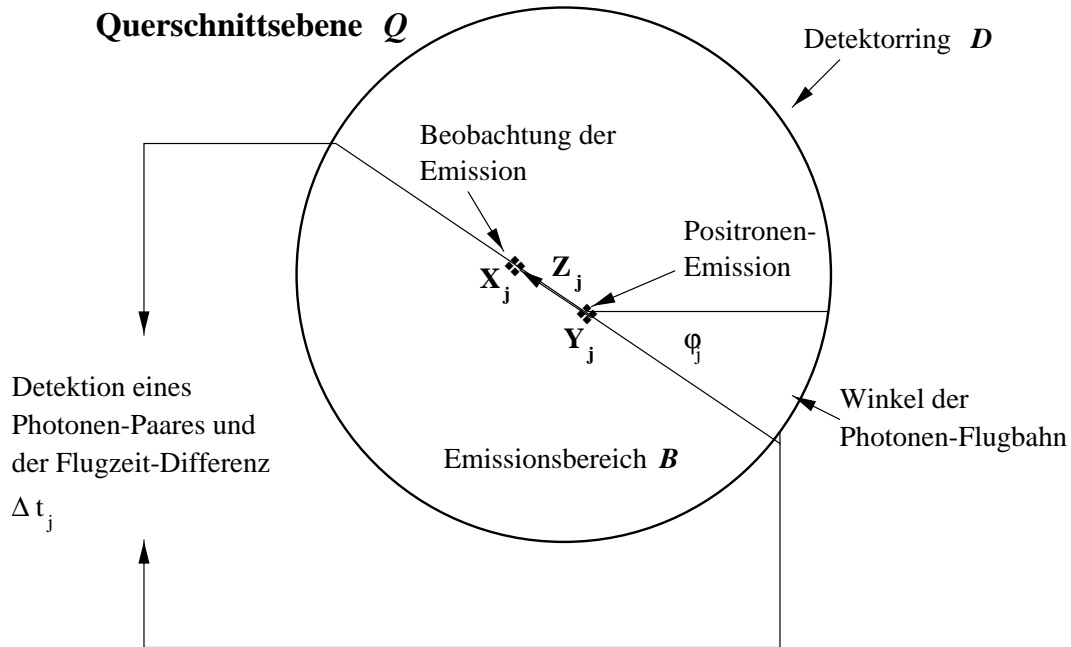 Querschnittsebene Q
Detektorring D
Beobachtung der
Emission
Positronen-
Emission
Z j
X j
Y j
φ j
Detektion eines
Photonen-Paares und
der Flugzeit-Differenz
Δ t j
Winkel der
Photonen-Flugbahn
Emissionsbereich B